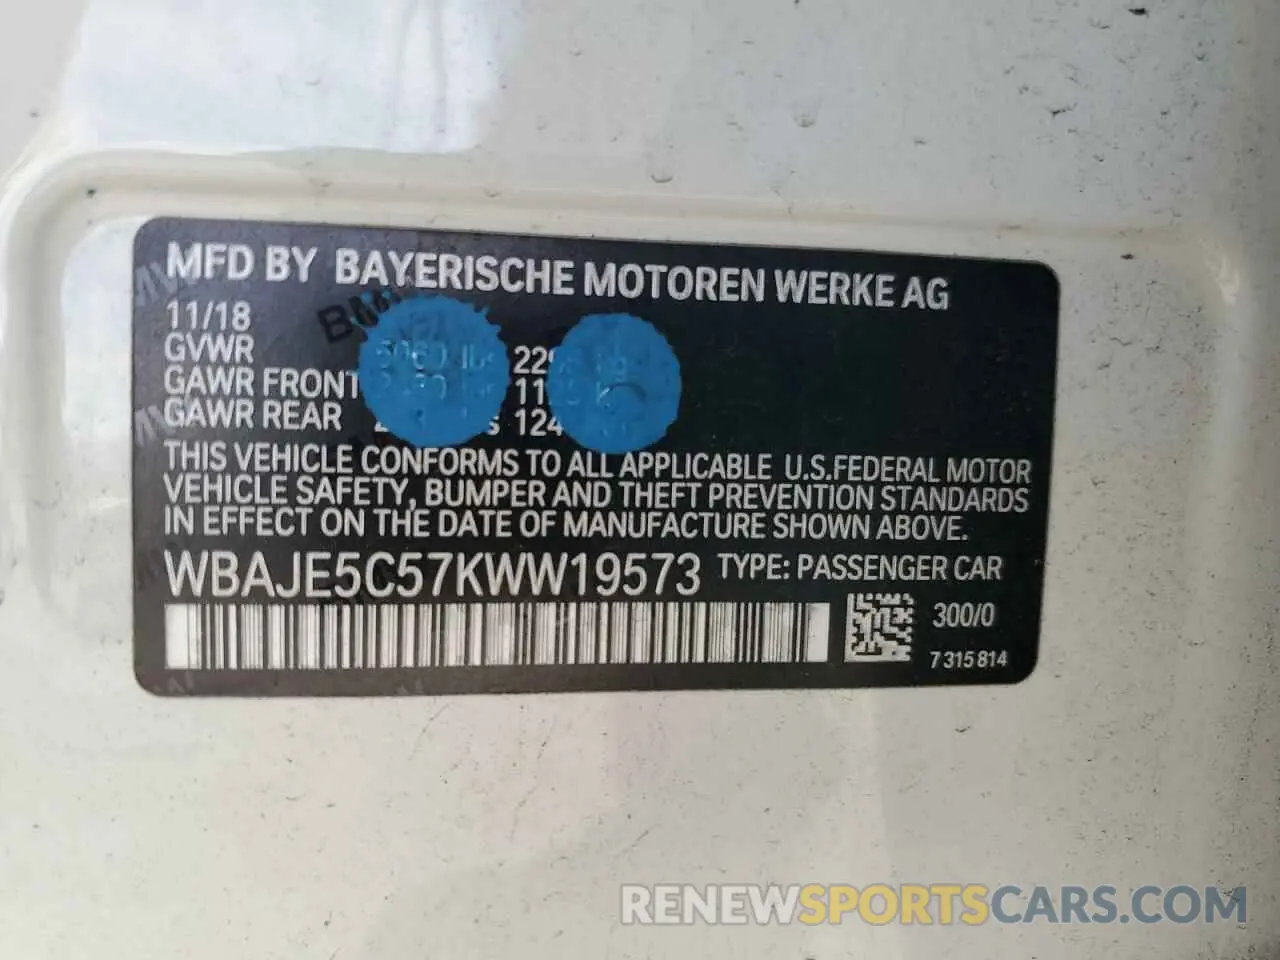 MFD BY BAYERISCHE MOTOREN WERKE AG
11/18
GVWR
GAWR FRONT
GAWR REAR
THIS VEHICLE CONFORMS TO ALL APPLICABLE U.S.FEDERAL MOTOR
VEHICLE SAFETY, BUMPER AND THEFT PREVENTION STANDARDS
IN EFFECT ON THE DATE OF MANUFACTURE SHOWN ABOVE.
WBAJE5C57KWW19573 TYPE: PASSENGER CAR
300/0
7 315 814
RENEWSPORTSCARS.COM